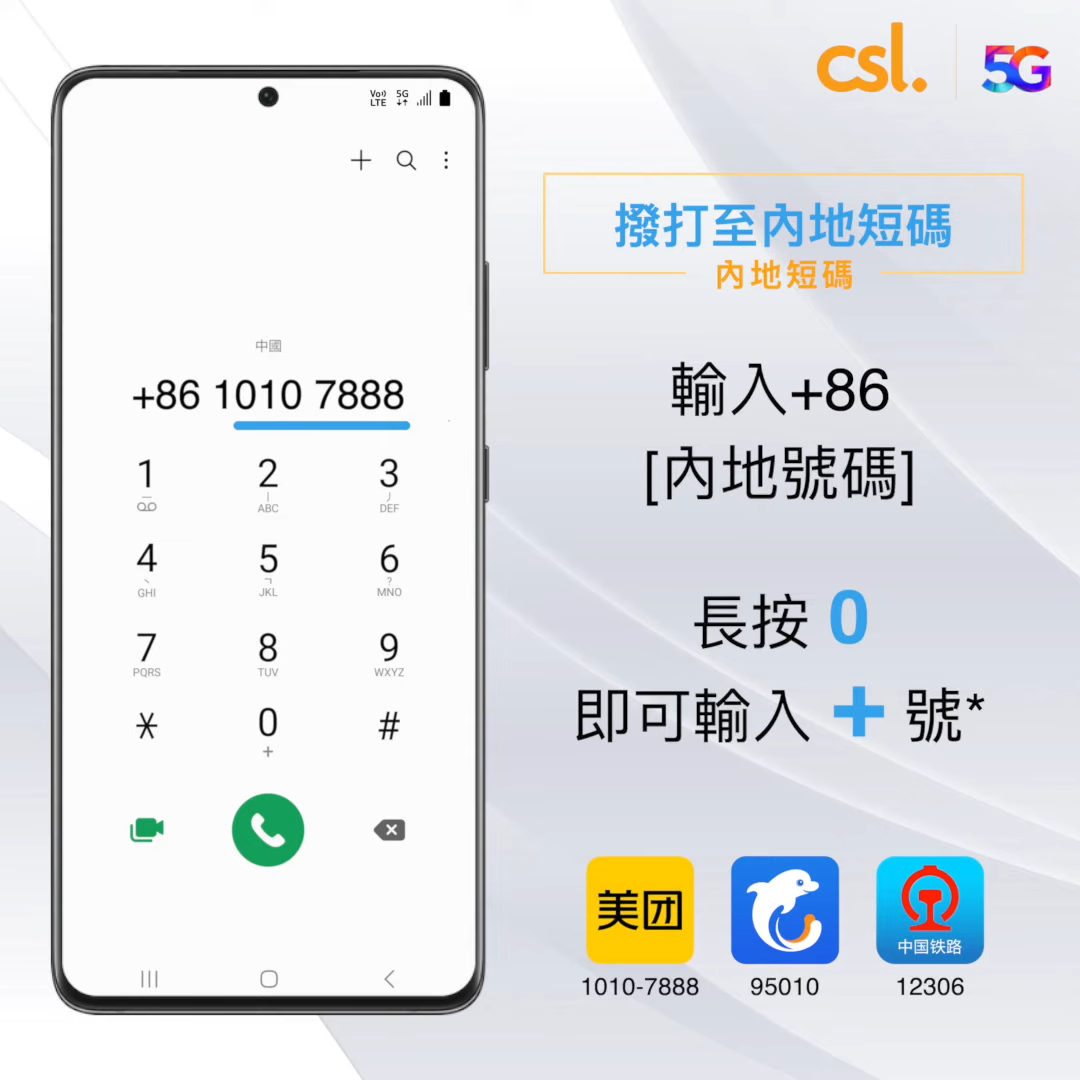 csl.
5G
Vo)) LTE 5G
撥打至內地短碼
內地短碼
中國
+86 1010 7888
輸入+86
[內地號碼]
1 2 3
ABC DEF
4 5 6
GHI JKL MNO
7 8 9
PQRS TUV WXYZ
* 0 #
+
長按 0
即可輸入 + 號*
美团
中国铁路
1010-7888 95010 12306